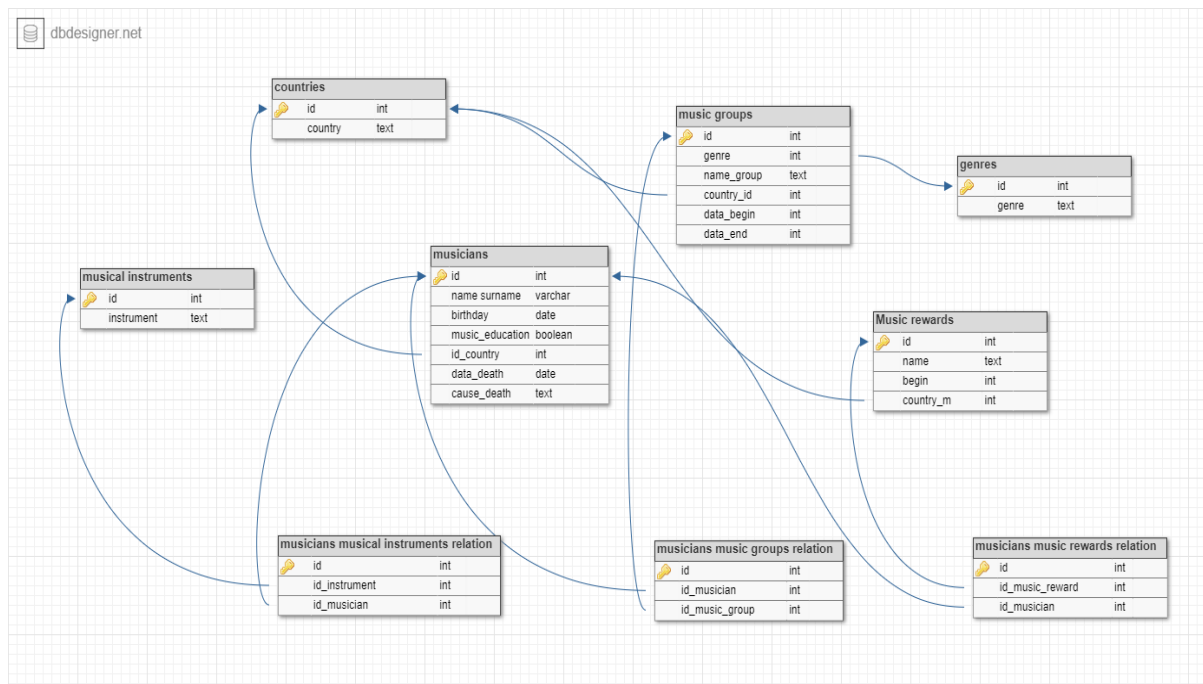 dbdesigner.net
countries
id int
country text
music groups
id int
genre int
name_group text
country_id int
data_begin int
data_end int
genres
id int
genre text
musicians
id int
name surname varchar
birthday date
music_education boolean
id_country int
data_death date
cause_death text
musical instruments
id int
instrument text
Music rewards
id int
name text
begin int
country_m int
musicians musical instruments relation
id int
id_instrument int
id_musician int
musicians music groups relation
id int
id_musician int
id_music_group int
musicians music rewards relation
id int
id_music_reward int
id_musician int